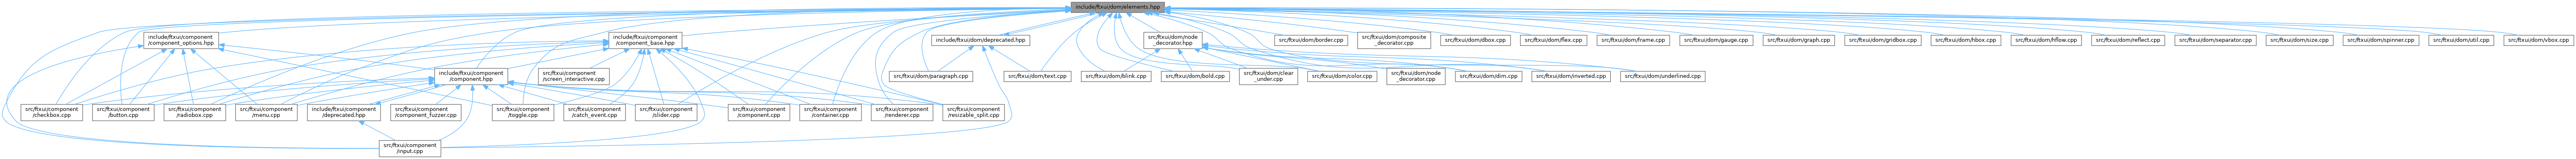 include/ftxui/dom/elements.hpp
include/ftxui/component
/component_options.hpp
include/ftxui/component
/component_base.hpp
include/ftxui/dom/deprecated.hpp
src/ftxui/dom/node
_decorator.hpp
src/ftxui/dom/border.cpp
src/ftxui/dom/composite
_decorator.cpp
src/ftxui/dom/dbox.cpp
src/ftxui/dom/flex.cpp
src/ftxui/dom/frame.cpp
src/ftxui/dom/gauge.cpp
src/ftxui/dom/graph.cpp
src/ftxui/dom/gridbox.cpp
src/ftxui/dom/hbox.cpp
src/ftxui/dom/hflow.cpp
src/ftxui/dom/reflect.cpp
src/ftxui/dom/separator.cpp
src/ftxui/dom/size.cpp
src/ftxui/dom/spinner.cpp
src/ftxui/dom/util.cpp
src/ftxui/dom/vbox.cpp
include/ftxui/component
/component.hpp
src/ftxui/component
/screen_interactive.cpp
src/ftxui/dom/paragraph.cpp
src/ftxui/dom/text.cpp
src/ftxui/dom/blink.cpp
src/ftxui/dom/bold.cpp
src/ftxui/dom/clear
_under.cpp
src/ftxui/dom/color.cpp
src/ftxui/dom/node
_decorator.cpp
src/ftxui/dom/dim.cpp
src/ftxui/dom/inverted.cpp
src/ftxui/dom/underlined.cpp
src/ftxui/component
/checkbox.cpp
src/ftxui/component
/button.cpp
src/ftxui/component
/radiobox.cpp
src/ftxui/component
/menu.cpp
include/ftxui/component
/deprecated.hpp
src/ftxui/component
/component_fuzzer.cpp
src/ftxui/component
/toggle.cpp
src/ftxui/component
/catch_event.cpp
src/ftxui/component
/slider.cpp
src/ftxui/component
/component.cpp
src/ftxui/component
/container.cpp
src/ftxui/component
/renderer.cpp
src/ftxui/component
/resizable_split.cpp
src/ftxui/component
/input.cpp